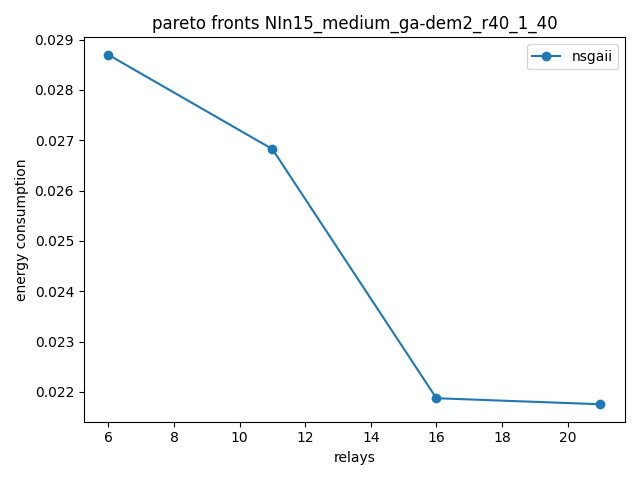 pareto fronts NIn15_medium_ga-dem2_r40_1_40
nsgaii
0.029
0.028
0.027
0.026
0.025
0.024
0.023
0.022
energy consumption
6 8 10 12 14 16 18 20
relays